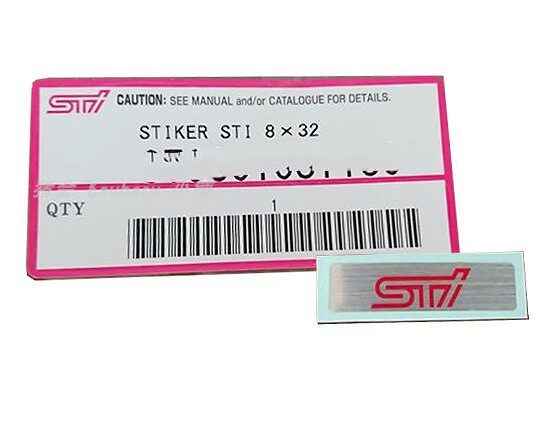 STI CAUTION: SEE MANUAL and/or CATALOGUE FOR DETAILS.
STIKER STI 8×32
QTY 1
STI